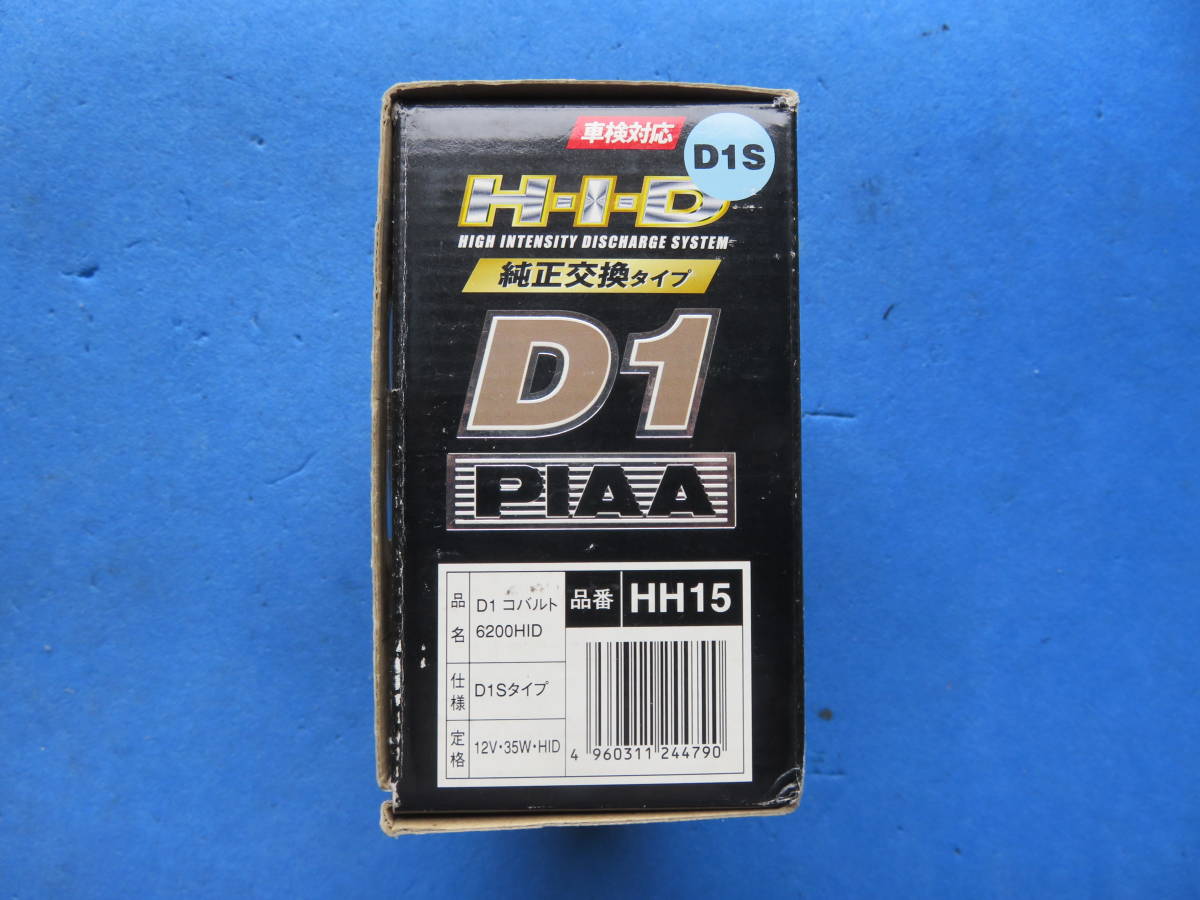 車検対応
D1S
H・I・D
HIGH INTENSITY DISCHARGE SYSTEM
純正交換タイプ
D1
PIAA
品名 D1 コバルト 6200HID
品番 HH15
仕様 D1Sタイプ
定格 12V・35W・HID
4 960311 244790